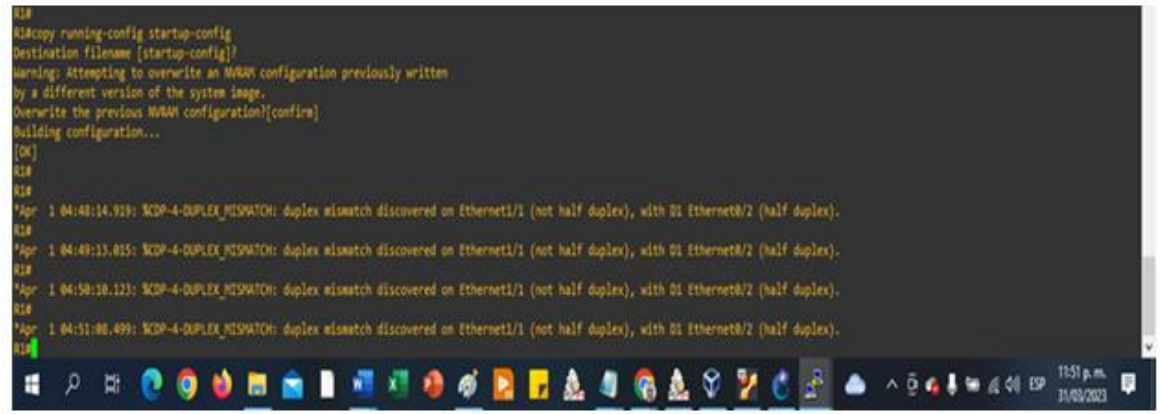 R1#
R1#copy running-config startup-config
Destination filename [startup-config]?
Warning: Attempting to overwrite an NVRAM configuration previously written
by a different version of the system image.
Overwrite the previous NVRAM configuration?[confirm]
Building configuration...
[OK]
R1#
R1#
*Apr  1 04:48:14.919: %CDP-4-DUPLEX_MISMATCH: duplex mismatch discovered on Ethernet1/1 (not half duplex), with D1 Ethernet0/2 (half duplex).
R1#
*Apr  1 04:49:13.015: %CDP-4-DUPLEX_MISMATCH: duplex mismatch discovered on Ethernet1/1 (not half duplex), with D1 Ethernet0/2 (half duplex).
R1#
*Apr  1 04:50:10.123: %CDP-4-DUPLEX_MISMATCH: duplex mismatch discovered on Ethernet1/1 (not half duplex), with D1 Ethernet0/2 (half duplex).
R1#
*Apr  1 04:51:08.499: %CDP-4-DUPLEX_MISMATCH: duplex mismatch discovered on Ethernet1/1 (not half duplex), with D1 Ethernet0/2 (half duplex).
R1#
ESP
11:51 p. m.
31/03/2023